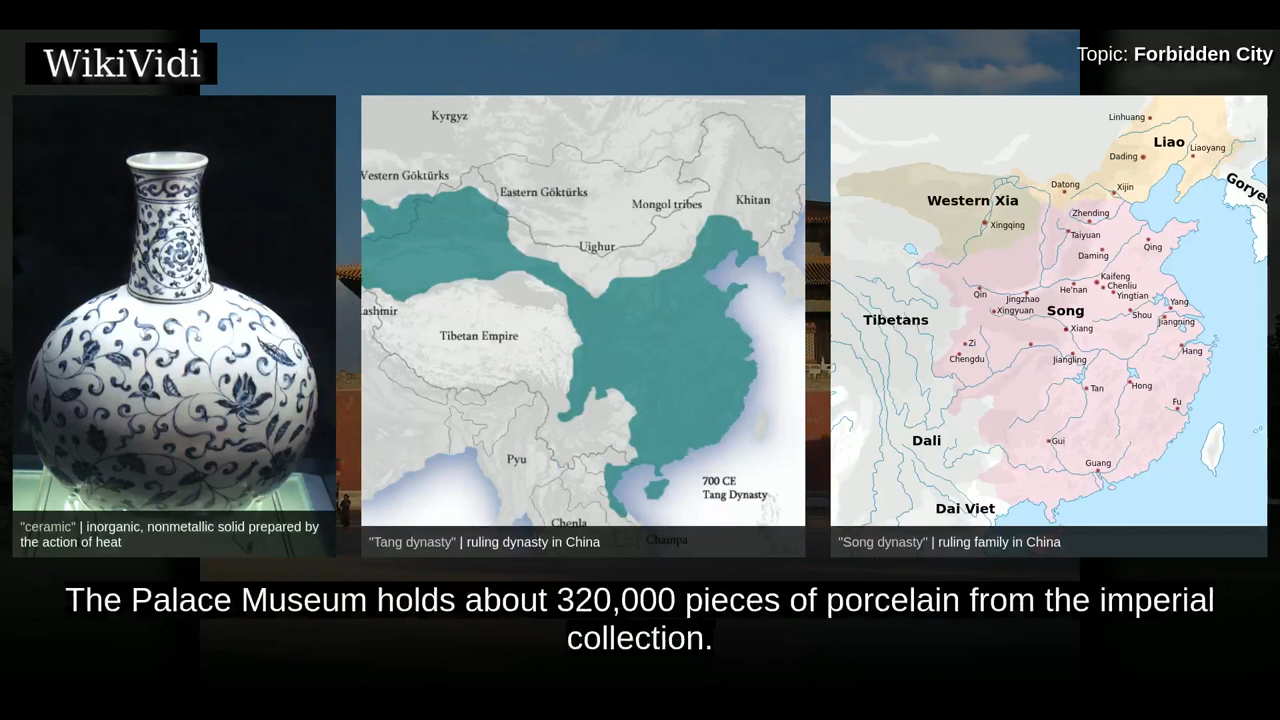 WikiVidi
Topic: Forbidden City
"ceramic" | inorganic, nonmetallic solid prepared by
the action of heat
Kyrgyz
Western Göktürks
Eastern Göktürks
Mongol tribes
Khitan
Uighur
ashmir
Tibetan Empire
Pyu
700 CE
Tang Dynasty
Chenla
Champa
"Tang dynasty" | ruling dynasty in China
Linhuang
Liao
Dading
Liaoyang
Goryeo
Datong
Xijin
Western Xia
Xingqing
Zhending
Taiyuan
Qing
Daming
Kaifeng
Chenliu
He'nan
Yingtian
Qin
Jingzhao
Xingyuan
Song
Yang
Shou
Jiangning
Tibetans
Xiang
Zi
Chengdu
Jiangling
Hang
Tan
Hong
Fu
Dali
Gui
Guang
Dai Viet
"Song dynasty" | ruling family in China
The Palace Museum holds about 320,000 pieces of porcelain from the imperial
collection.